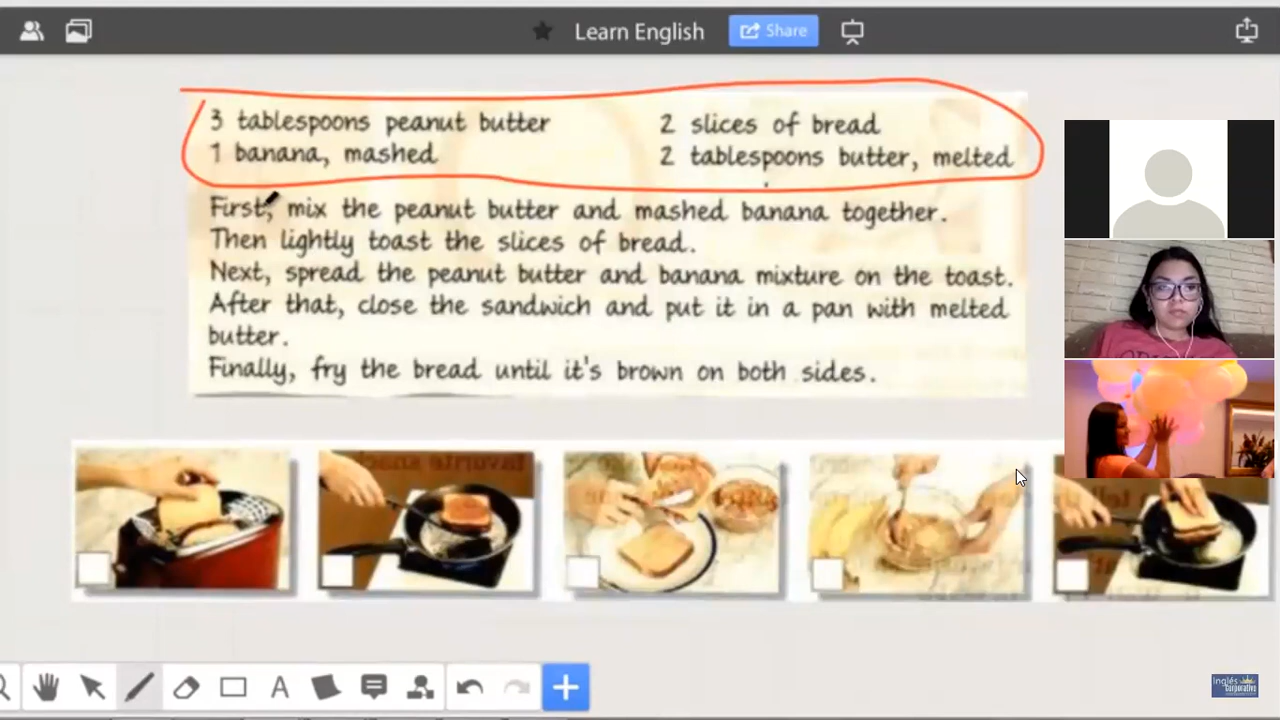 Learn English
Share
3 tablespoons peanut butter
2 slices of bread
1 banana, mashed
2 tablespoons butter, melted
First, mix the peanut butter and mashed banana together.
Then lightly toast the slices of bread.
Next, spread the peanut butter and banana mixture on the toast.
After that, close the sandwich and put it in a pan with melted
butter.
Finally, fry the bread until it's brown on both sides.
A
Inglés
Corporativo